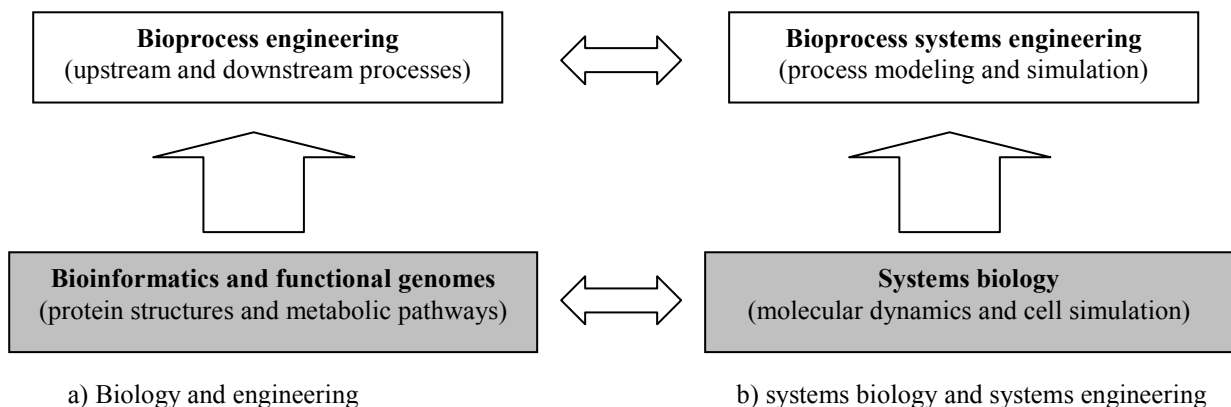 Bioprocess engineering
(upstream and downstream processes)
Bioprocess systems engineering
(process modeling and simulation)
Bioinformatics and functional genomes
(protein structures and metabolic pathways)
Systems biology
(molecular dynamics and cell simulation)
a) Biology and engineering
b) systems biology and systems engineering